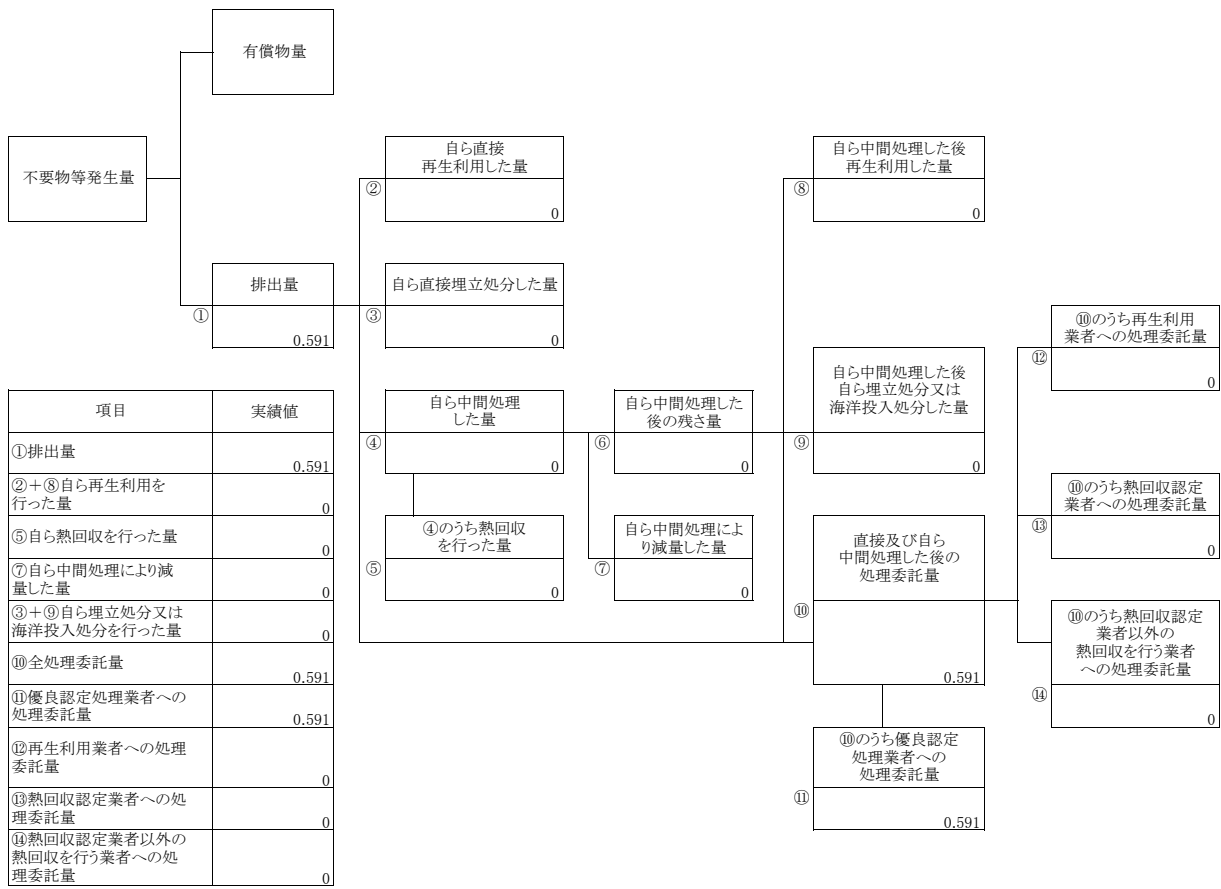 有償物量
不要物等発生量
排出量
①
0.591
自ら直接
再生利用した量
②
0
自ら直接埋立処分した量
③
0
自ら中間処理
した量
④
0
④のうち熱回収
を行った量
⑤
0
自ら中間処理した
後の残さ量
⑥
0
自ら中間処理によ
り減量した量
⑦
0
自ら中間処理した後
再生利用した量
⑧
0
自ら中間処理した後
自ら埋立処分又は
海洋投入処分した量
⑨
0
直接及び自ら
中間処理した後の
処理委託量
⑩
0.591
⑩のうち優良認定
処理業者への
処理委託量
⑪
0.591
⑩のうち再生利用
業者への処理委託量
⑫
0
⑩のうち熱回収認定
業者への処理委託量
⑬
0
⑩のうち熱回収認定
業者以外の
熱回収を行う業者
への処理委託量
⑭
0
項目 実績値
①排出量
0.591
②+⑧自ら再生利用を
行った量
0
⑤自ら熱回収を行った量
0
⑦自ら中間処理により減
量した量
0
③+⑨自ら埋立処分又は
海洋投入処分を行った量
0
⑩全処理委託量
0.591
⑪優良認定処理業者への
処理委託量
0.591
⑫再生利用業者への処理
委託量
0
⑬熱回収認定業者への処
理委託量
0
⑭熱回収認定業者以外の
熱回収を行う業者への処
理委託量
0